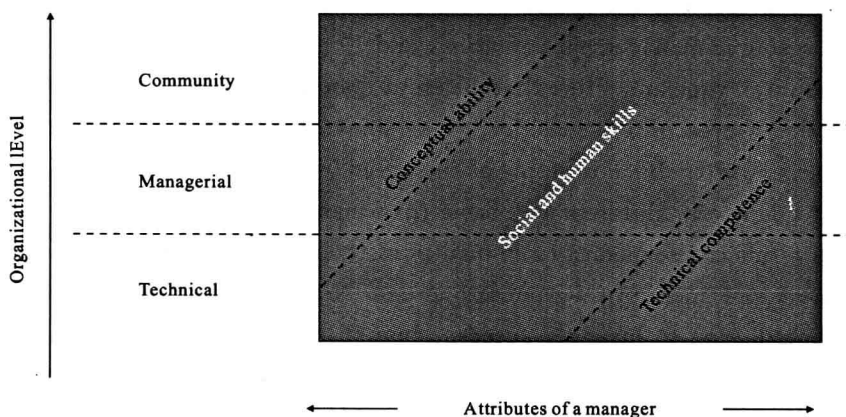 Organizational lEvel
Community
Managerial
Technical
Conceptual ability
Social and human skills
Technical competence
Attributes of a manager